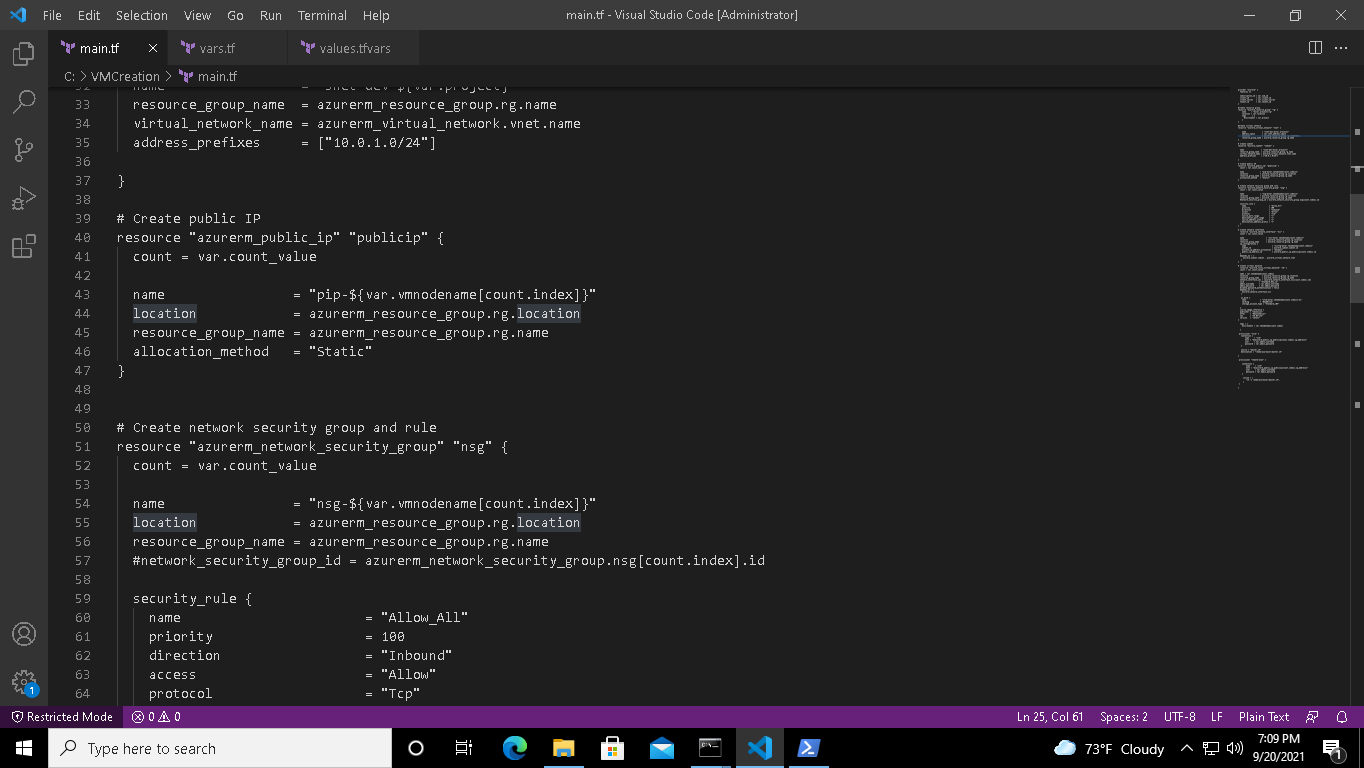 File Edit Selection View Go Run Terminal Help main.tf - Visual Studio Code [Administrator]
main.tf vars.tf values.tfvars
C: > VMCreation > main.tf
33 resource_group_name = azurerm_resource_group.rg.name
34 virtual_network_name = azurerm_virtual_network.vnet.name
35 address_prefixes = ["10.0.1.0/24"]
36
37 }
38
39 # Create public IP
40 resource "azurerm_public_ip" "publicip" {
41 count = var.count_value
42
43 name = "pip-${var.vmnodename[count.index]}"
44 location = azurerm_resource_group.rg.location
45 resource_group_name = azurerm_resource_group.rg.name
46 allocation_method = "Static"
47 }
48
49
50 # Create network security group and rule
51 resource "azurerm_network_security_group" "nsg" {
52 count = var.count_value
53
54 name = "nsg-${var.vmnodename[count.index]}"
55 location = azurerm_resource_group.rg.location
56 resource_group_name = azurerm_resource_group.rg.name
57 #network_security_group_id = azurerm_network_security_group.nsg[count.index].id
58
59 security_rule {
60 name = "Allow_All"
61 priority = 100
62 direction = "Inbound"
63 access = "Allow"
64 protocol = "Tcp"
1
Restricted Mode 0 0 Ln 25, Col 61 Spaces: 2 UTF-8 LF Plain Text
Type here to search 73°F Cloudy 7:09 PM
9/20/2021 1